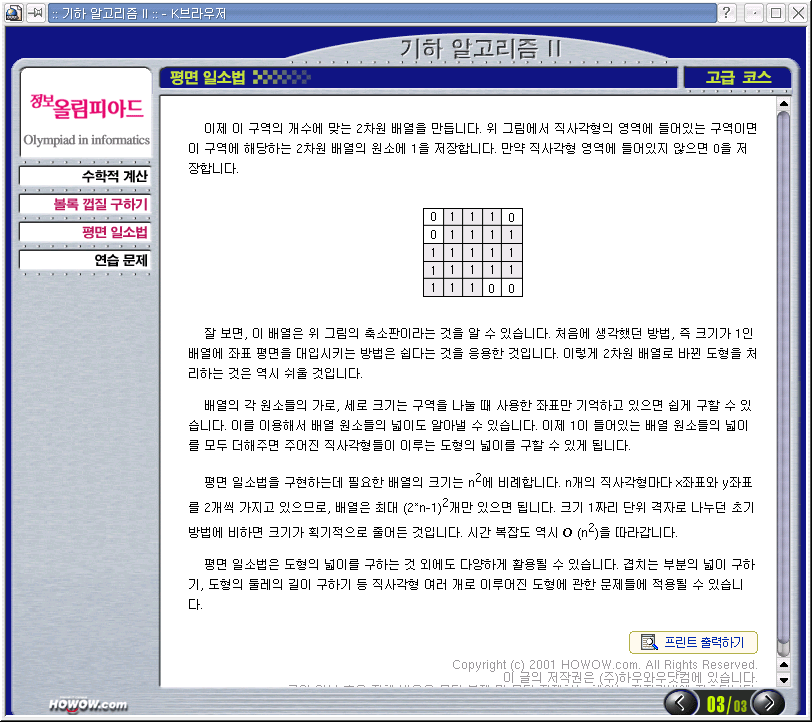 :: 기하 알고리즘 II :: - K브라우저
기하 알고리즘 II
정보올림피아드
Olympiad in informatics
수학적 계산
볼록 껍질 구하기
평면 일소법
연습 문제
평면 일소법
고급 코스
이제 이 구역의 개수에 맞는 2차원 배열을 만듭니다. 위 그림에서 직사각형의 영역에 들어있는 구역이면
이 구역에 해당하는 2차원 배열의 원소에 1을 저장합니다. 만약 직사각형 영역에 들어있지 않으면 0을 저
장합니다.
0 1 1 1 0
0 1 1 1 1
1 1 1 1 1
1 1 1 1 1
1 1 1 0 0
잘 보면, 이 배열은 위 그림의 축소판이라는 것을 알 수 있습니다. 처음에 생각했던 방법, 즉 크기가 1인
배열에 좌표 평면을 대입시키는 방법은 쉽다는 것을 응용한 것입니다. 이렇게 2차원 배열로 바뀐 도형을 처
리하는 것은 역시 쉬울 것입니다.
배열의 각 원소들의 가로, 세로 크기는 구역을 나눌 때 사용한 좌표만 기억하고 있으면 쉽게 구할 수 있
습니다. 이를 이용해서 배열 원소들의 넓이도 알아낼 수 있습니다. 이제 1이 들어있는 배열 원소들의 넓이
를 모두 더해주면 주어진 직사각형들이 이루는 도형의 넓이를 구할 수 있게 됩니다.
평면 일소법을 구현하는데 필요한 배열의 크기는 n²에 비례합니다. n개의 직사각형마다 x좌표와 y좌표
를 2개씩 가지고 있으므로, 배열은 최대 (2*n-1)²개만 있으면 됩니다. 크기 1짜리 단위 격자로 나누던 초기
방법에 비하면 크기가 획기적으로 줄어든 것입니다. 시간 복잡도 역시 O (n²)을 따라갑니다.
평면 일소법은 도형의 넓이를 구하는 것 외에도 다양하게 활용될 수 있습니다. 겹치는 부분의 넓이 구하
기, 도형의 둘레의 길이 구하기 등 직사각형 여러 개로 이루어진 도형에 관한 문제들에 적용될 수 있습니
다.
프린트 출력하기
Copyright (c) 2001 HOWOW.com. All Rights Reserved.
이 글의 저작권은 (주)하우와우닷컴에 있습니다.
HOWOW.com
03/03